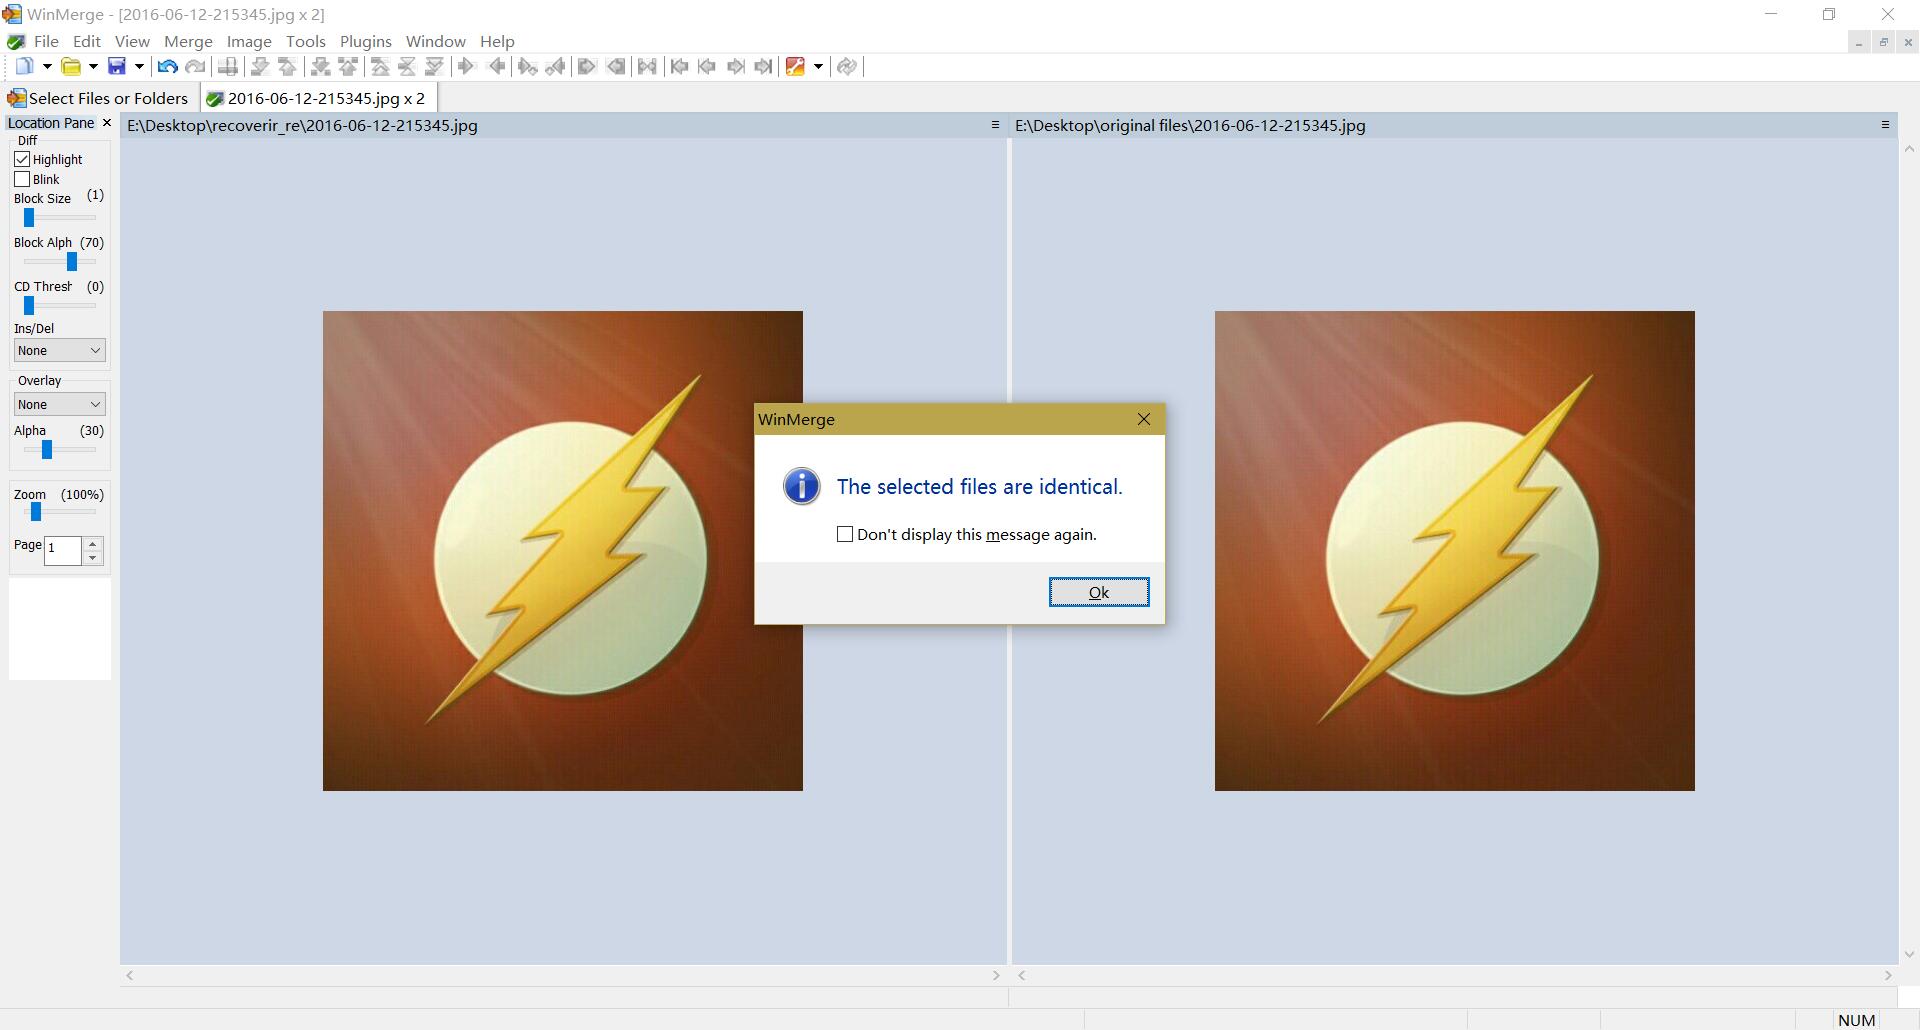 WinMerge - [2016-06-12-215345.jpg x 2]
File Edit View Merge Image Tools Plugins Window Help
Select Files or Folders
2016-06-12-215345.jpg x 2
Location Pane
E:\Desktop\recoverir_re\2016-06-12-215345.jpg
E:\Desktop\original files\2016-06-12-215345.jpg
Diff
Highlight
Blink
Block Size (1)
Block Alph (70)
CD Thresh (0)
Ins/Del
None
Overlay
None
Alpha (30)
Zoom (100%)
Page 1
WinMerge
The selected files are identical.
Don't display this message again.
Ok
NUM